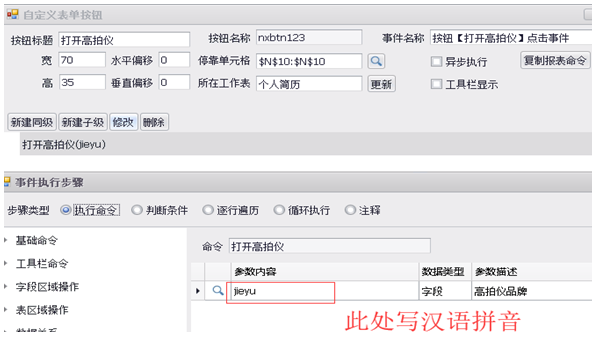 自定义表单按钮
按钮标题 打开高拍仪 按钮名称 nxbtn123 事件名称 按钮【打开高拍仪】点击事件
宽 70 水平偏移 0 停靠单元格 $N$10:$N$10 异步执行 复制报表命令
高 35 垂直偏移 0 所在工作表 个人简历 更新 工具栏显示
新建同级 新建子级 修改 删除
打开高拍仪(jieyu)
事件执行步骤
步骤类型 执行命令 判断条件 逐行遍历 循环执行 注释
基础命令
命令 打开高拍仪
工具栏命令
参数内容 数据类型 参数描述
字段区域操作
jieyu 字段 高拍仪品牌
表区域操作
此处写汉语拼音